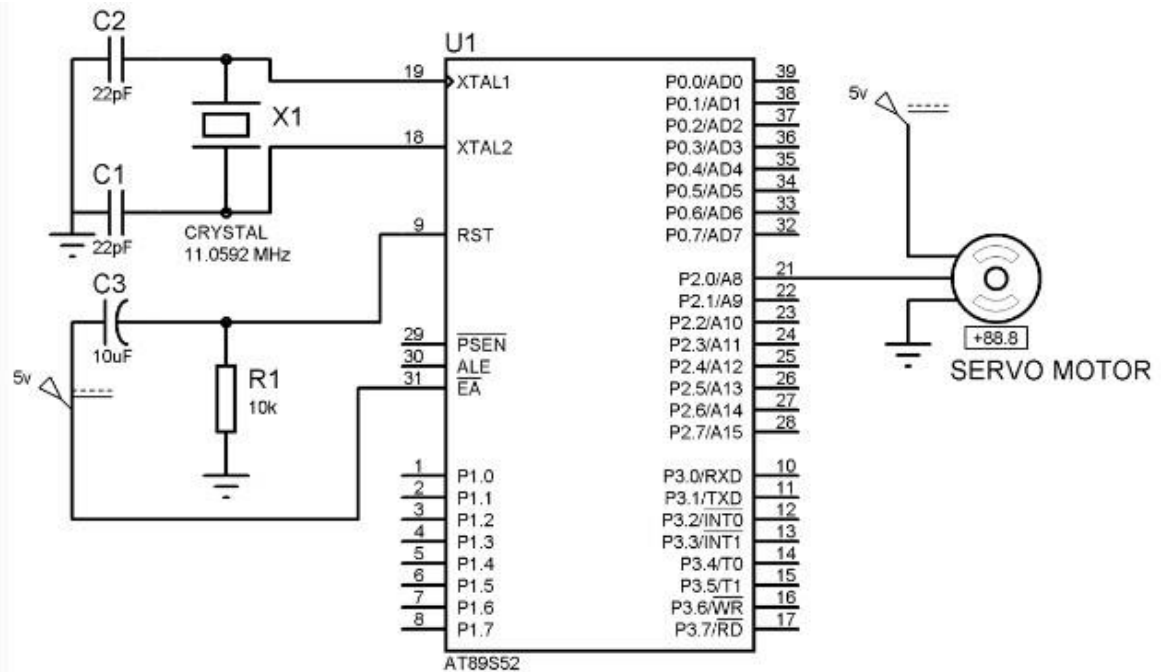 C2
22pF
X1
C1
22pF
CRYSTAL
11.0592 MHz
C3
10uF
5v
R1
10k
U1
19 XTAL1
18 XTAL2
9 RST
29 PSEN
30 ALE
31 EA
1 P1.0
2 P1.1
3 P1.2
4 P1.3
5 P1.4
6 P1.5
7 P1.6
8 P1.7
P0.0/AD0 39
P0.1/AD1 38
P0.2/AD2 37
P0.3/AD3 36
P0.4/AD4 35
P0.5/AD5 34
P0.6/AD6 33
P0.7/AD7 32
P2.0/A8 21
P2.1/A9 22
P2.2/A10 23
P2.3/A11 24
P2.4/A12 25
P2.5/A13 26
P2.6/A14 27
P2.7/A15 28
P3.0/RXD 10
P3.1/TXD 11
P3.2/INT0 12
P3.3/INT1 13
P3.4/T0 14
P3.5/T1 15
P3.6/WR 16
P3.7/RD 17
AT89S52
5v
+88.8
SERVO MOTOR